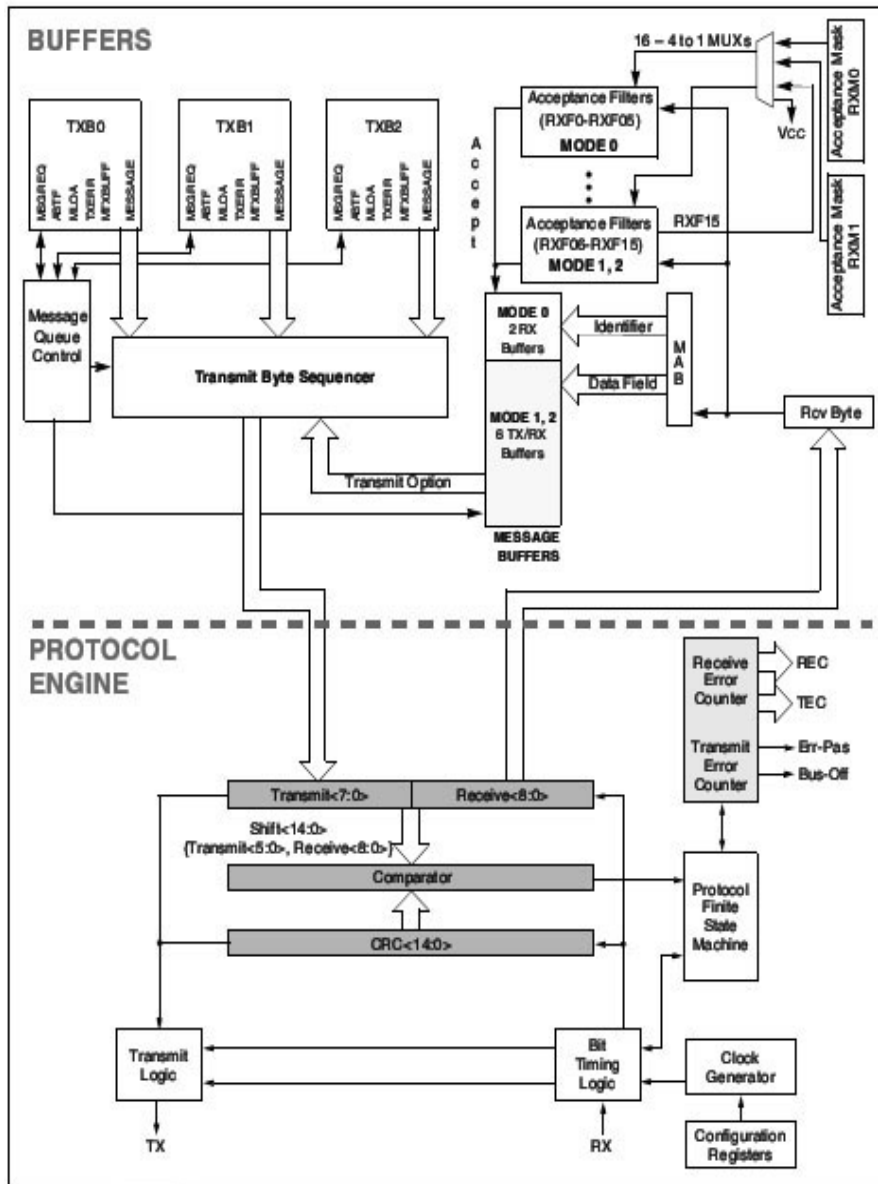 BUFFERS
16 – 4 to 1 MUXs
Acceptance Mask
RXM0
VCC
TXB0
TXB1
TXB2
MSGREQ
ABTF
MLOA
TXERR
MTXBUFF
MESSAGE
MSGREQ
ABTF
MLOA
TXERR
MTXBUFF
MESSAGE
MSGREQ
ABTF
MLOA
TXERR
MTXBUFF
MESSAGE
Accept
Acceptance Filters
(RXF0-RXF05)
MODE 0
Acceptance Filters
(RXF06-RXF15)
MODE 1, 2
RXF15
Acceptance Mask
RXM1
Message
Queue
Control
Transmit Byte Sequencer
MODE 0
2 RX
Buffers
Identifier
Data Field
MAB
Rcv Byte
MODE 1, 2
6 TX/RX
Buffers
Transmit Option
MESSAGE
BUFFERS
PROTOCOL
ENGINE
Receive
Error
Counter
REC
TEC
Transmit
Error
Counter
Err-Pas
Bus-Off
Transmit<7:0>
Receive<8:0>
Shift<14:0>
{Transmit<5:0>, Receive<8:0>}
Comparator
CRC<14:0>
Protocol
Finite
State
Machine
Transmit
Logic
Bit
Timing
Logic
Clock
Generator
TX
RX
Configuration
Registers